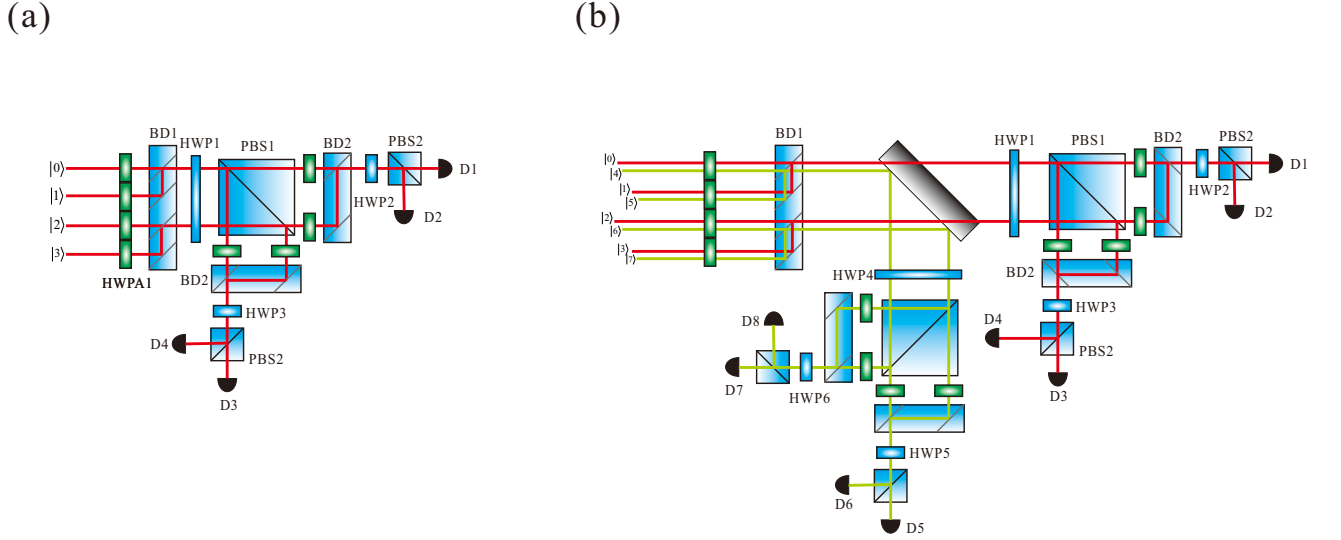 (a)
(b)
BD1
HWP1
PBS1
BD2
PBS2
|0⟩
|1⟩
|2⟩
|3⟩
HWPA1
HWP2
D1
D2
BD2
HWP3
D4
PBS2
D3
|0⟩
|4⟩
|1⟩
|5⟩
|2⟩
|6⟩
|3⟩
|7⟩
BD1
HWP1
PBS1
BD2
PBS2
D1
HWP2
D2
BD2
HWP3
D4
PBS2
D3
HWP4
D8
D7
HWP6
HWP5
D6
D5